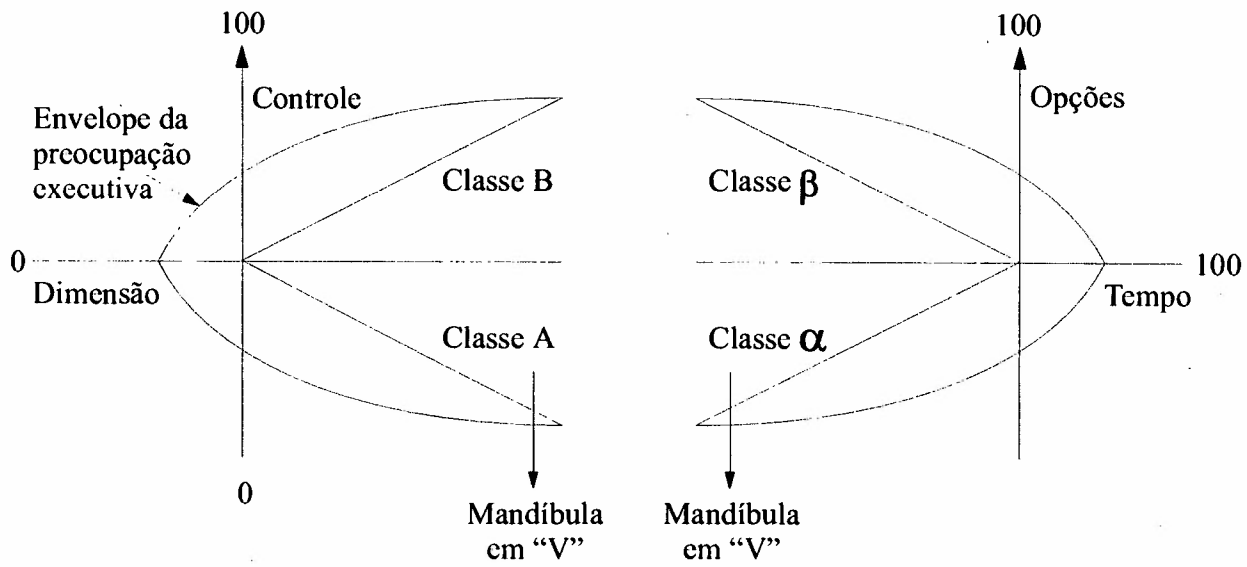 100
Controle
Envelope da
preocupação
executiva
Classe B
0
Dimensão
Classe A
0
Mandíbula
em “V”
100
Opções
Classe β
100
Tempo
Classe α
Mandíbula
em “V”